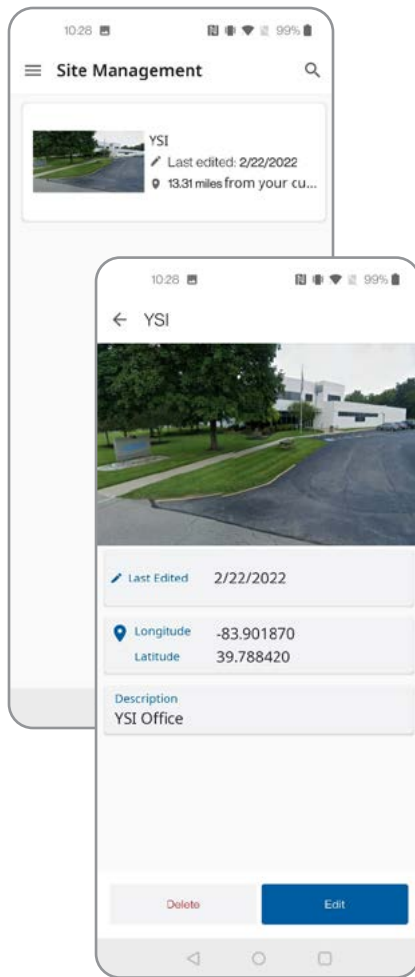 10:28 99%
Site Management
YSI
Last edited: 2/22/2022
13.31 miles from your cu...
10:28 99%
YSI
Last Edited 2/22/2022
Longitude -83.901870
Latitude 39.788420
Description
YSI Office
Delete Edit